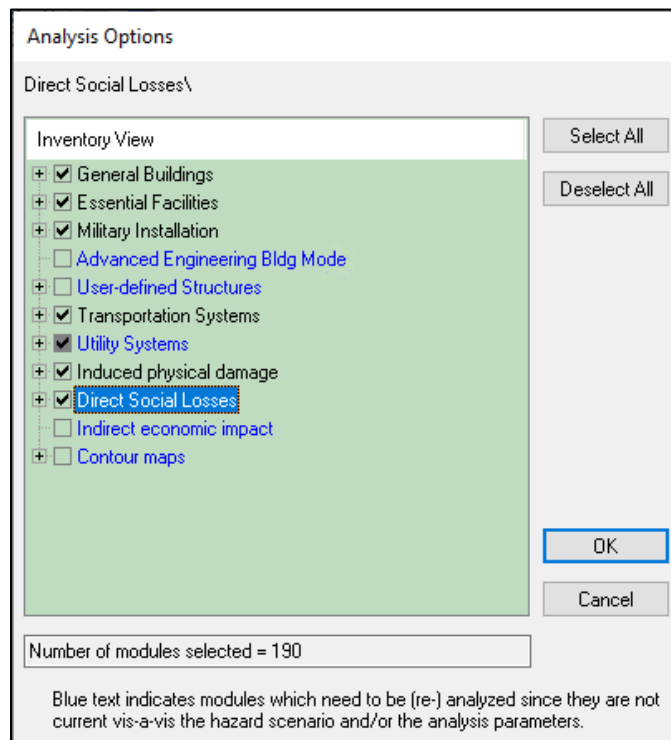 Analysis Options
Direct Social Losses\
Inventory View
General Buildings
Essential Facilities
Military Installation
Advanced Engineering Bldg Mode
User-defined Structures
Transportation Systems
Utility Systems
Induced physical damage
Direct Social Losses
Indirect economic impact
Contour maps
Select All
Deselect All
OK
Cancel
Number of modules selected = 190
Blue text indicates modules which need to be (re-) analyzed since they are not
current vis-a-vis the hazard scenario and/or the analysis parameters.